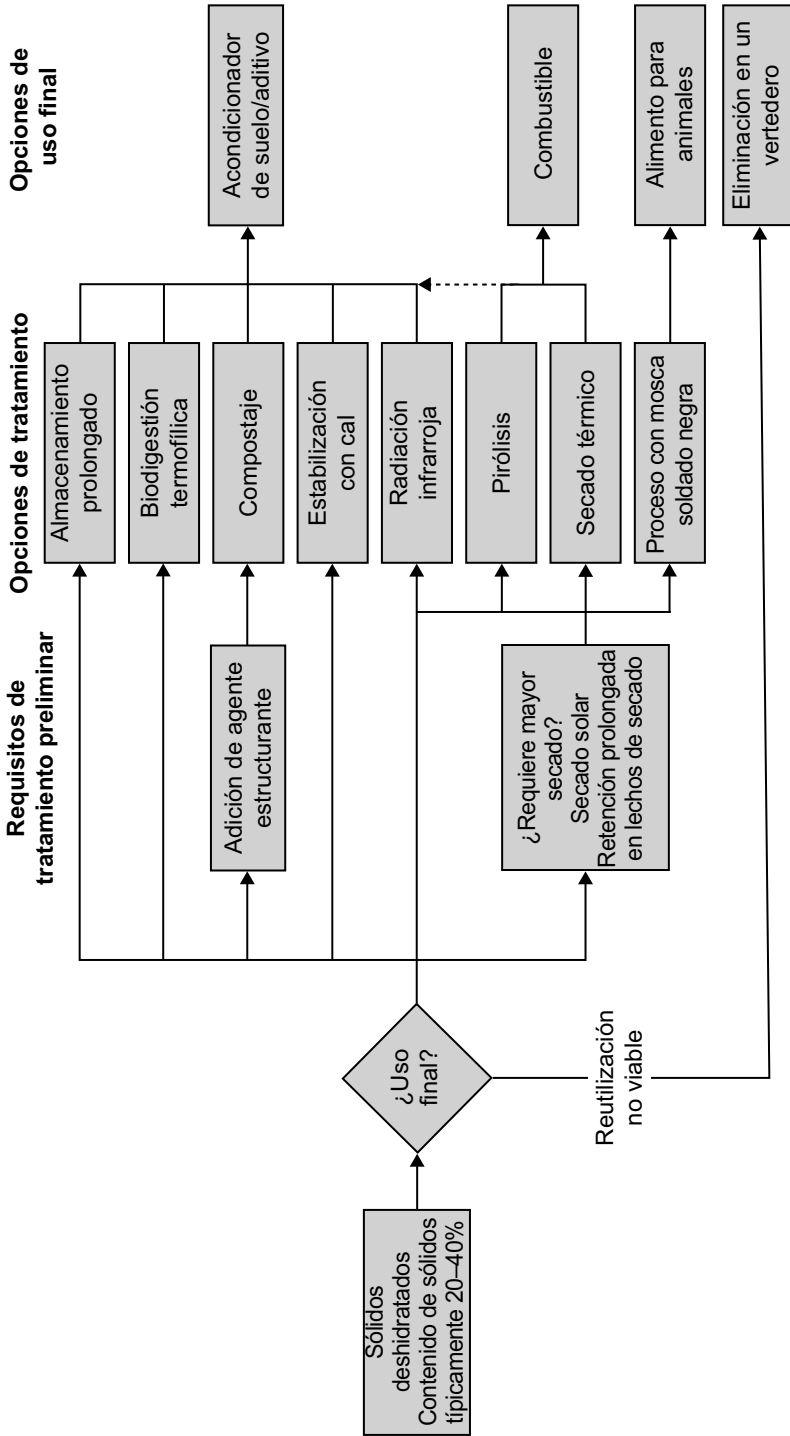 Requisitos de
tratamiento preliminar
Opciones de tratamiento
Opciones de
uso final
Sólidos
deshidratados
Contenido de sólidos
típicamente 20–40%
¿Uso
final?
Reutilización
no viable
Adición de agente
estructurante
¿Requiere mayor
secado?
Secado solar
Retención prolongada
en lechos de secado
Almacenamiento
prolongado
Biodigestión
termofílica
Compostaje
Estabilización
con cal
Radiación
infrarroja
Pirólisis
Secado térmico
Proceso con mosca
soldado negra
Acondicionador
de suelo/aditivo
Combustible
Alimento para
animales
Eliminación en un
vertedero